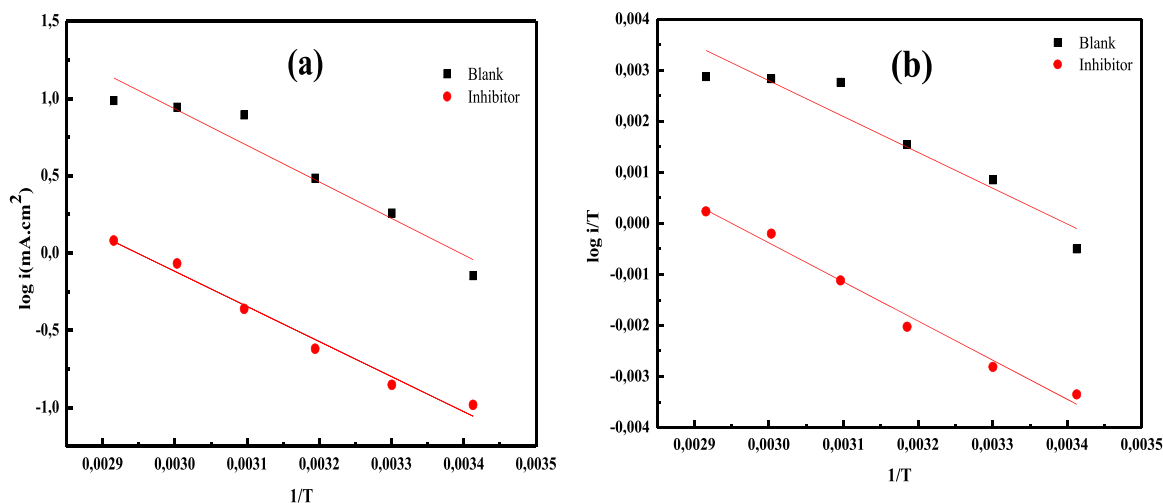 (a)
Blank
Inhibitor
1,5
1,0
0,5
0,0
-0,5
-1,0
log i(mA.cm²)
0,0029 0,0030 0,0031 0,0032 0,0033 0,0034 0,0035
1/T
(b)
Blank
Inhibitor
0,004
0,003
0,002
0,001
0,000
-0,001
-0,002
-0,003
-0,004
log i/T
0,0029 0,0030 0,0031 0,0032 0,0033 0,0034 0,0035
1/T